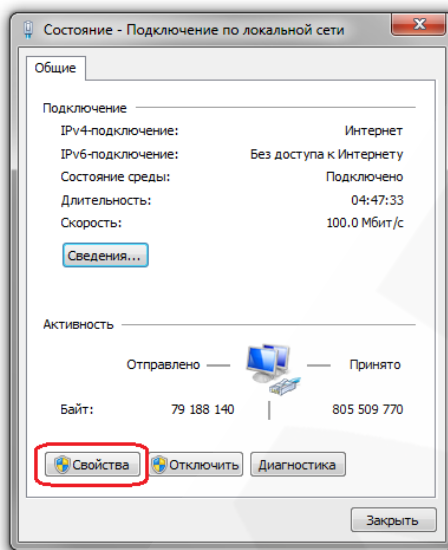 Состояние - Подключение по локальной сети
Общие
Подключение
IPv4-подключение: Интернет
IPv6-подключение: Без доступа к Интернету
Состояние среды: Подключено
Длительность: 04:47:33
Скорость: 100.0 Мбит/с
Сведения...
Активность
Отправлено — — Принято
Байт: 79 188 140 | 805 509 770
Свойства Отключить Диагностика
Закрыть